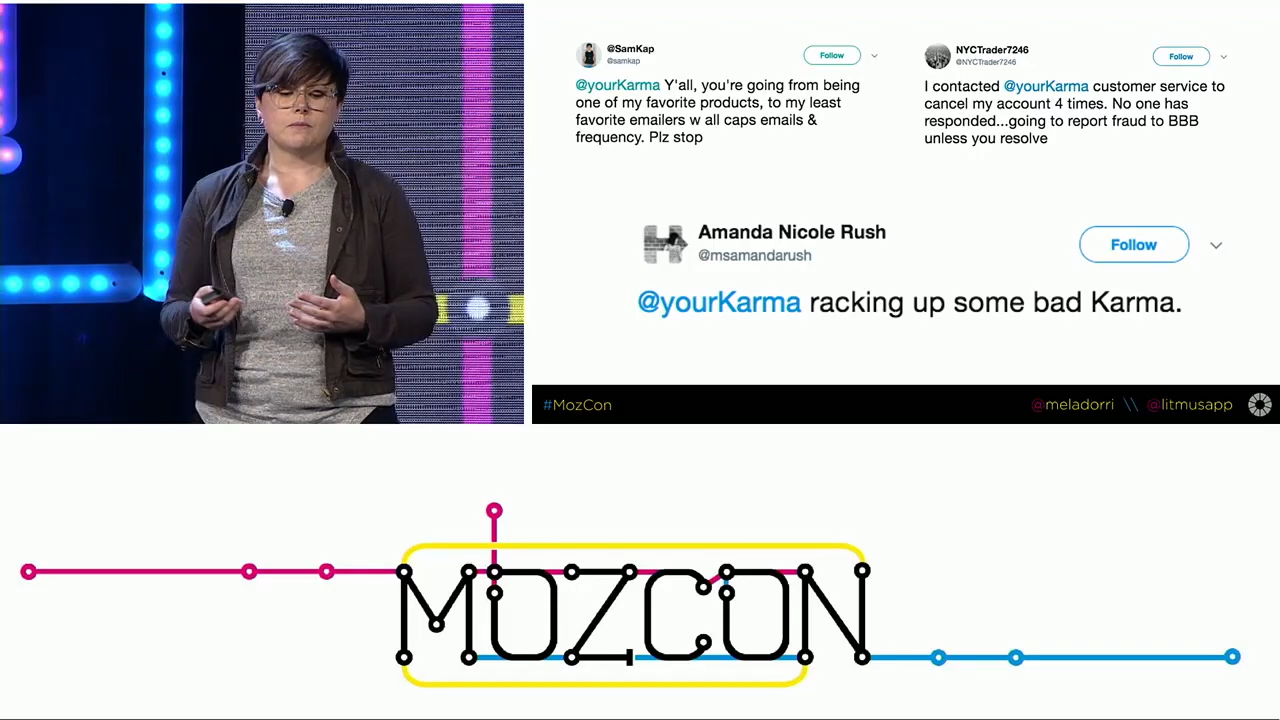 @SamKap
@samkap
Follow
@yourKarma Y'all, you're going from being
one of my favorite products, to my least
favorite emailers w all caps emails &
frequency. Plz stop
NYCTrader7246
@NYCTrader7246
Follow
I contacted @yourKarma customer service to
cancel my account 4 times. No one has
responded...going to report fraud to BBB
unless you resolve
Amanda Nicole Rush
@msamandarush
Follow
@yourKarma racking up some bad Karma.
#MozCon
@meladorri \\ @litmusapp
MOZCON